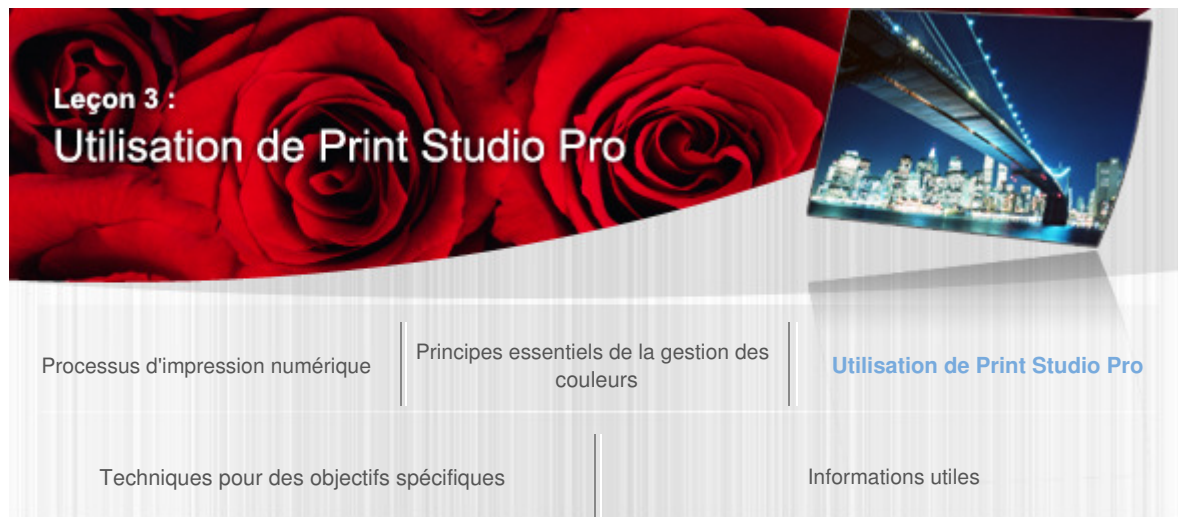 Leçon 3 :
Utilisation de Print Studio Pro
Processus d'impression numérique
Principes essentiels de la gestion des
couleurs
Utilisation de Print Studio Pro
Techniques pour des objectifs spécifiques
Informations utiles